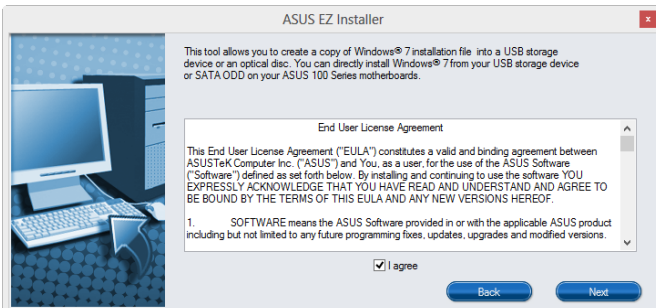 ASUS EZ Installer
x
This tool allows you to create a copy of Windows® 7 installation file into a USB storage
device or an optical disc. You can directly install Windows® 7 from your USB storage device
or SATA ODD on your ASUS 100 Series motherboards.
End User License Agreement
This End User License Agreement ("EULA") constitutes a valid and binding agreement between
ASUSTeK Computer Inc. ("ASUS") and You, as a user, for the use of the ASUS Software
("Software") defined as set forth below. By installing and continuing to use the software YOU
EXPRESSLY ACKNOWLEDGE THAT YOU HAVE READ AND UNDERSTAND AND AGREE TO
BE BOUND BY THE TERMS OF THIS EULA AND ANY NEW VERSIONS HEREOF.
1. SOFTWARE means the ASUS Software provided in or with the applicable ASUS product
including but not limited to any future programming fixes, updates, upgrades and modified versions.
I agree
Back Next